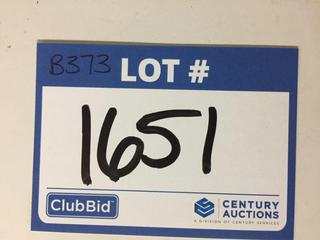 B373 LOT #
1651
ClubBid
CENTURY
AUCTIONS
A DIVISION OF CENTURY SERVICES